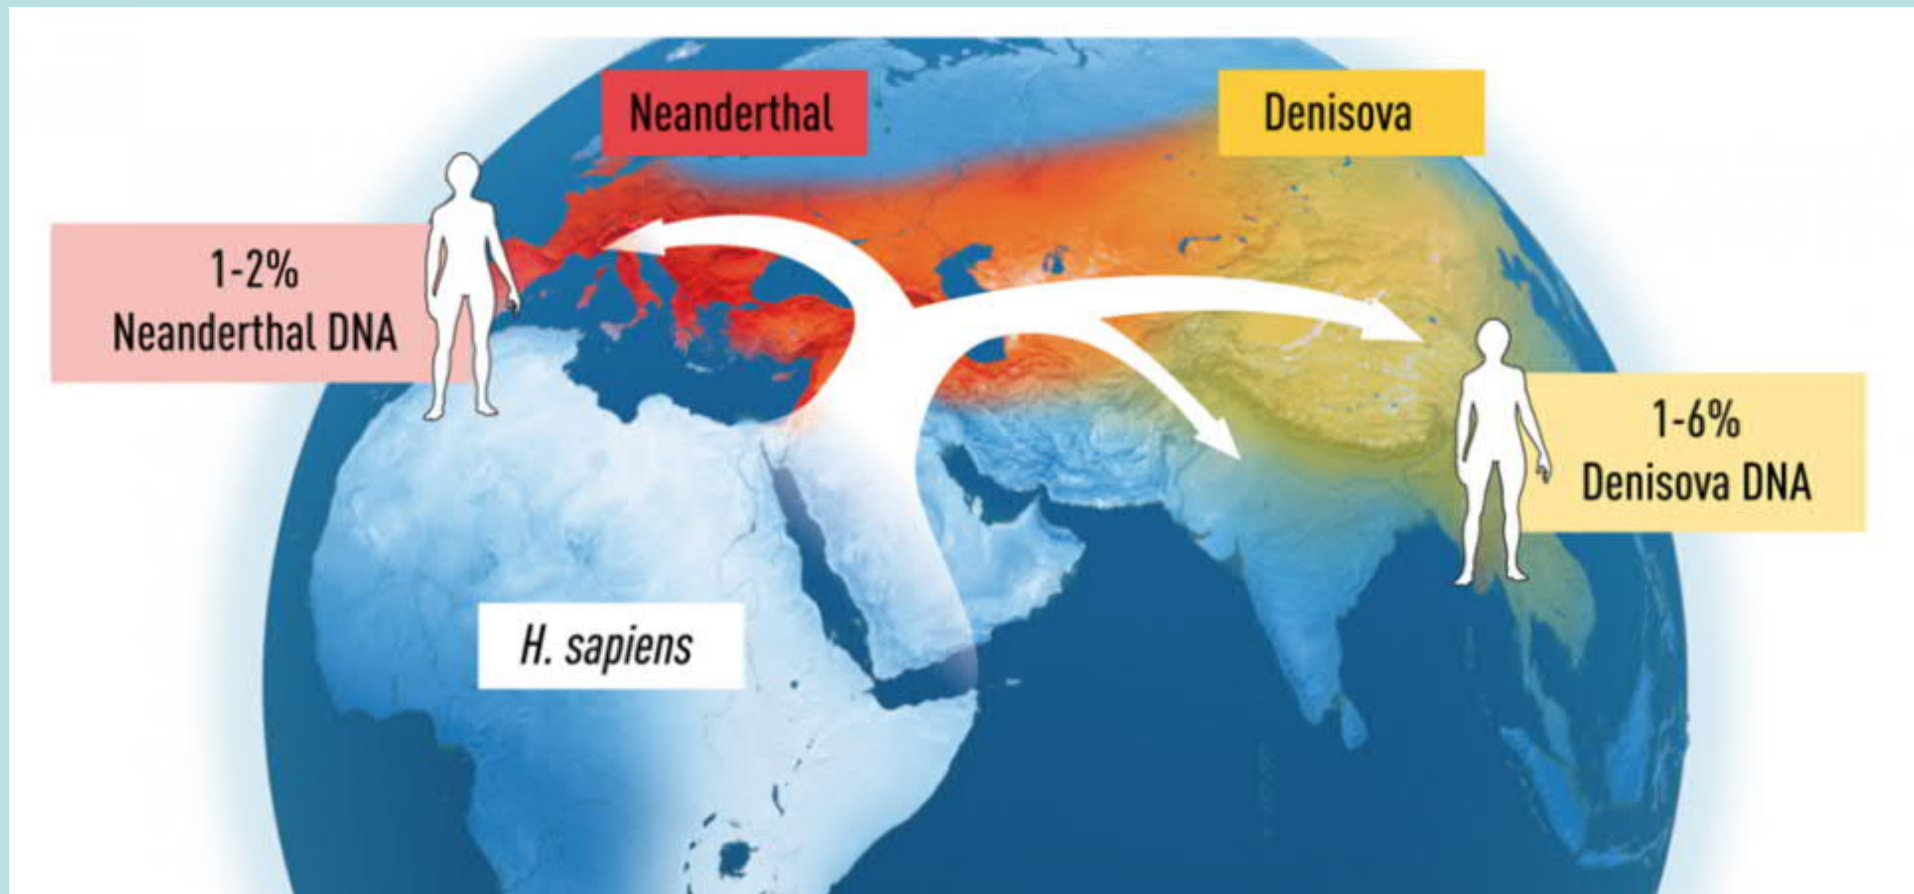 Neanderthal
Denisova
1-2%
Neanderthal DNA
1-6%
Denisova DNA
H. sapiens